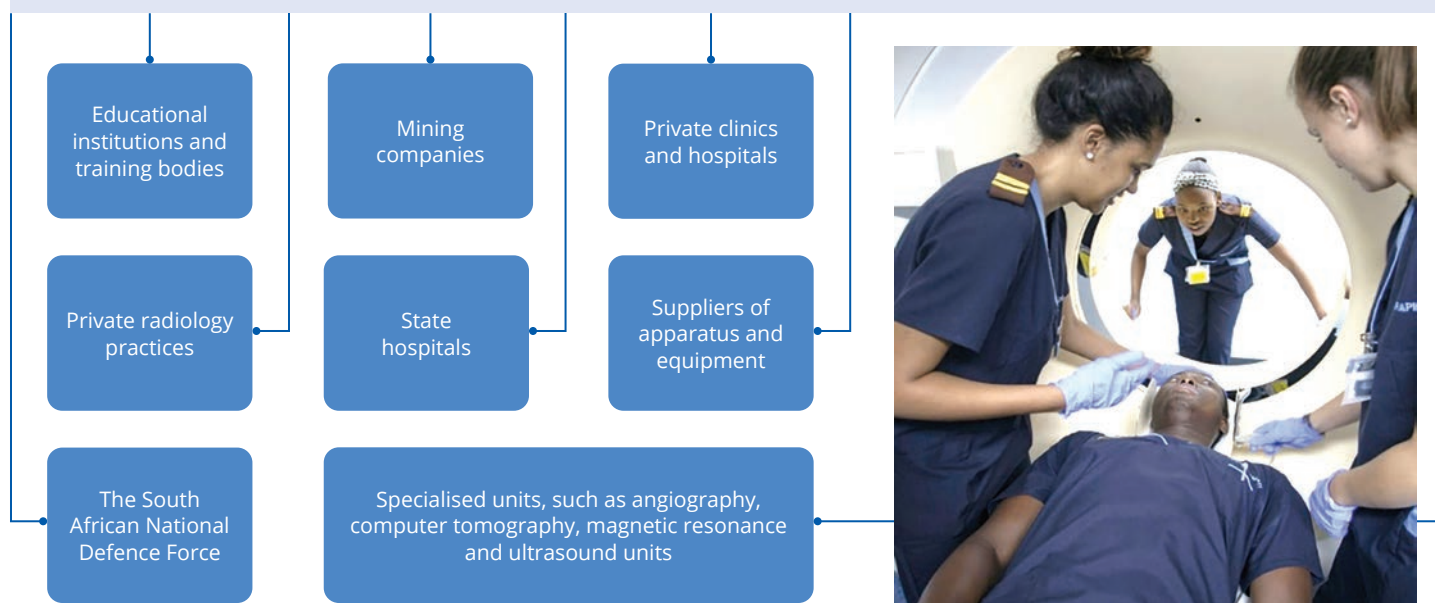 Educational
institutions and
training bodies
Mining
companies
Private clinics
and hospitals
Private radiology
practices
State
hospitals
Suppliers of
apparatus and
equipment
The South
African National
Defence Force
Specialised units, such as angiography,
computer tomography, magnetic resonance
and ultrasound units